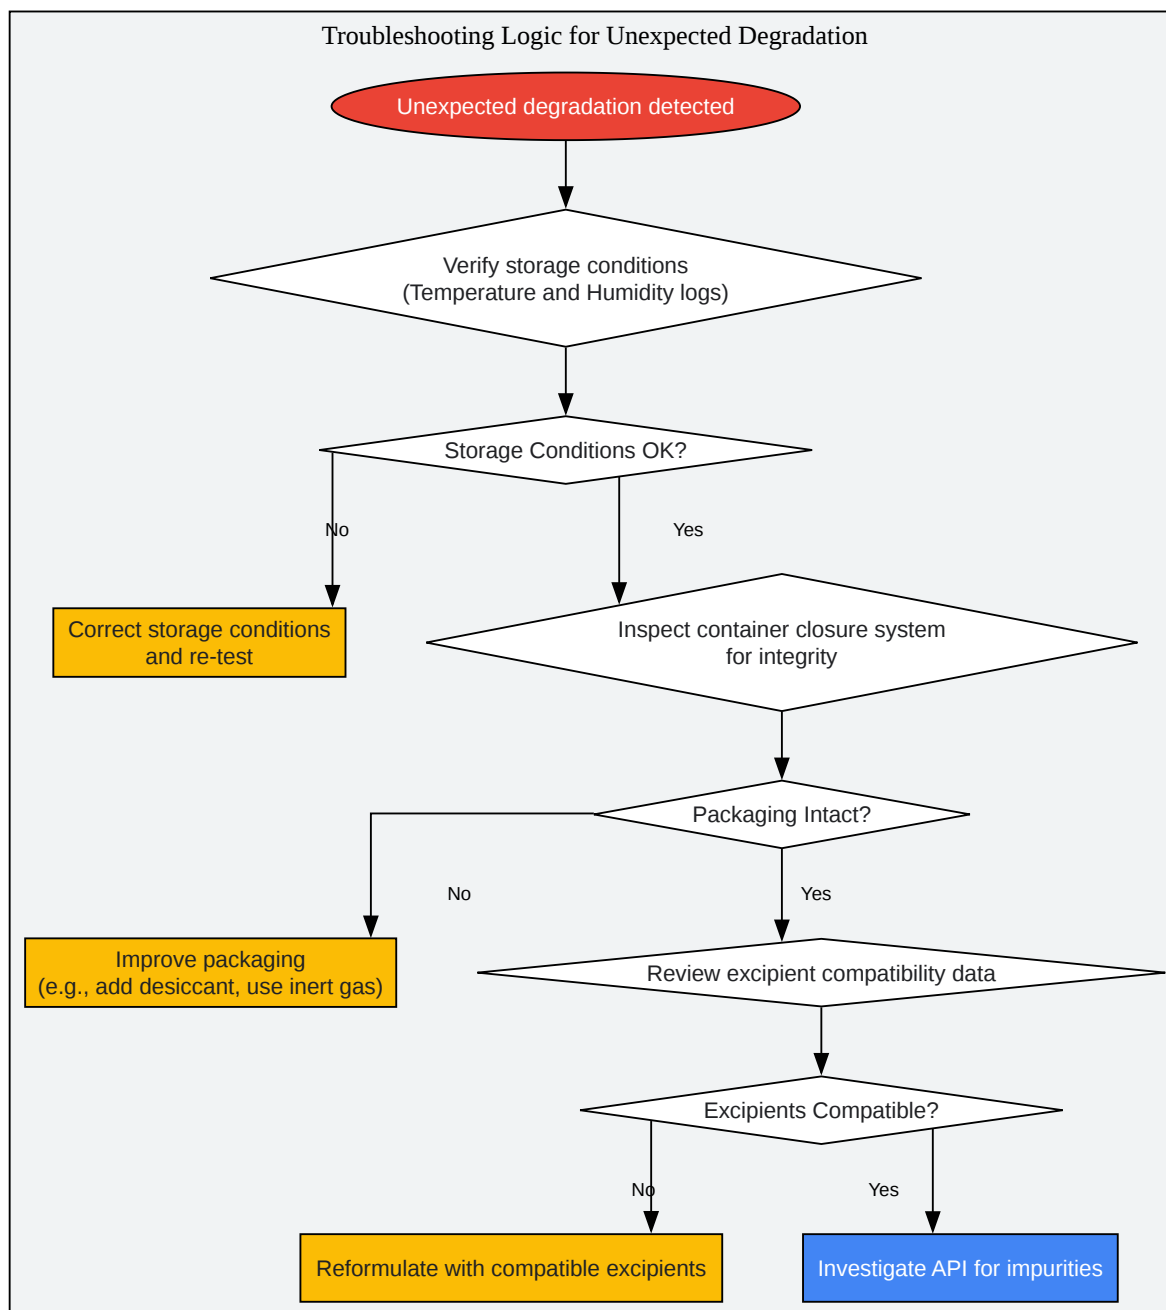 Troubleshooting Logic for Unexpected Degradation
Unexpected degradation detected
Verify storage conditions
(Temperature and Humidity logs)
Storage Conditions OK?
No
Yes
Correct storage conditions
and re-test
Inspect container closure system
for integrity
Packaging Intact?
No
Yes
Improve packaging
(e.g., add desiccant, use inert gas)
Review excipient compatibility data
Excipients Compatible?
No
Yes
Reformulate with compatible excipients
Investigate API for impurities